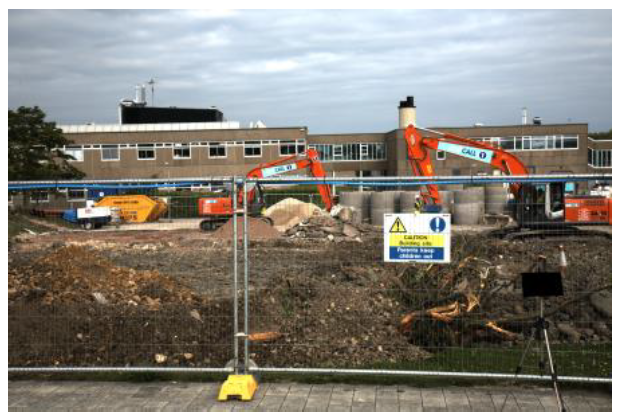 CALL
CALL
CAUTION
Building site
Parents keep
children out